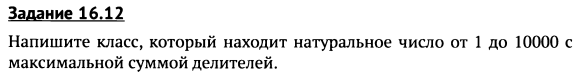 Задание 16.12
Напишите класс, который находит натуральное число от 1 до 10000 с
максимальной суммой делителей.